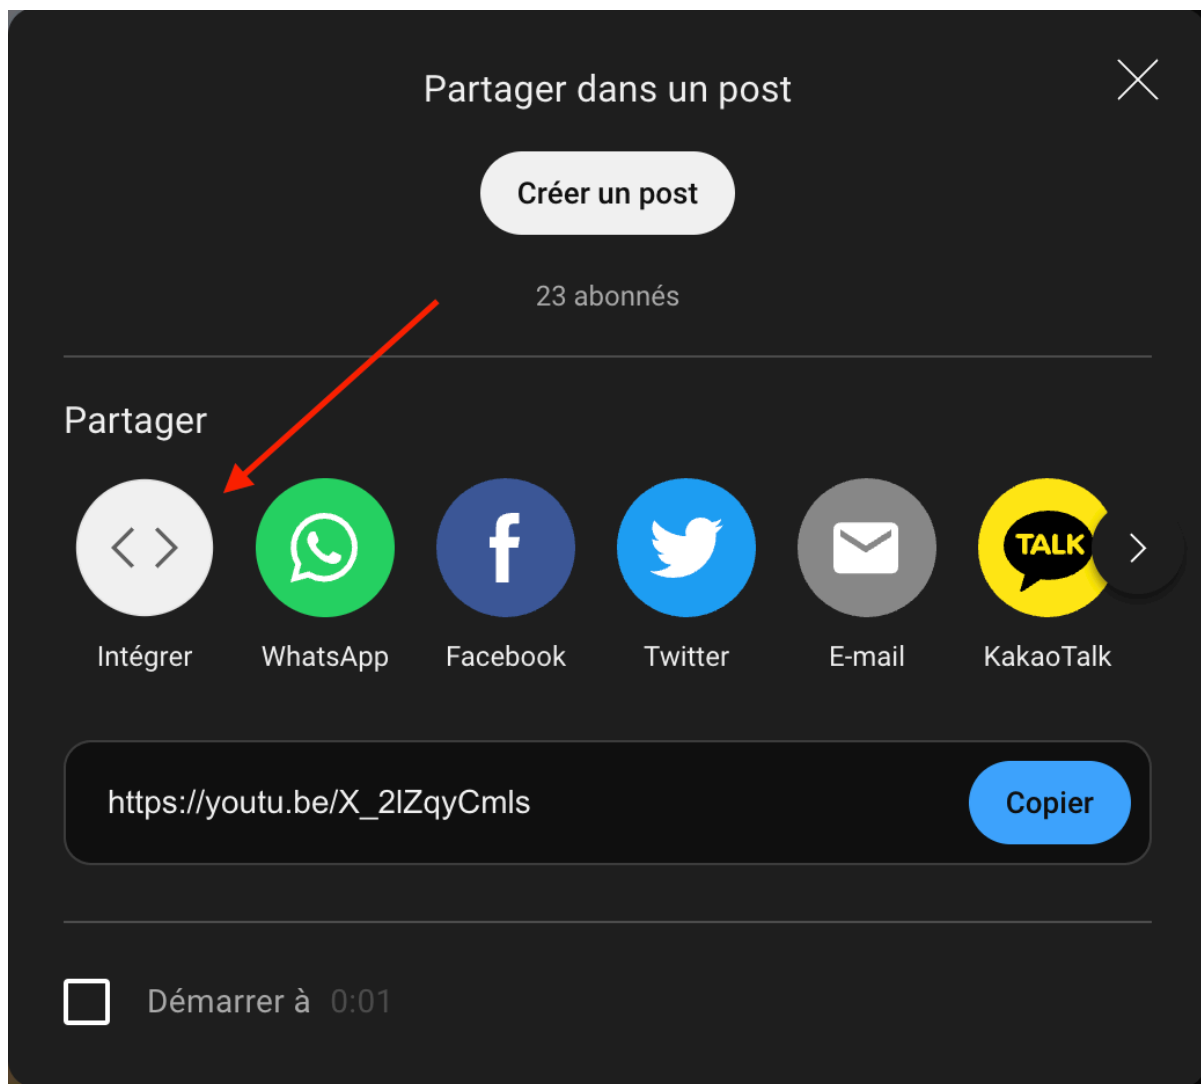 Partager dans un post
Créer un post
23 abonnés
Partager
TALK
Intégrer WhatsApp Facebook Twitter E-mail KakaoTalk
https://youtu.be/X_2lZqyCmls
Copier
Démarrer à 0:01